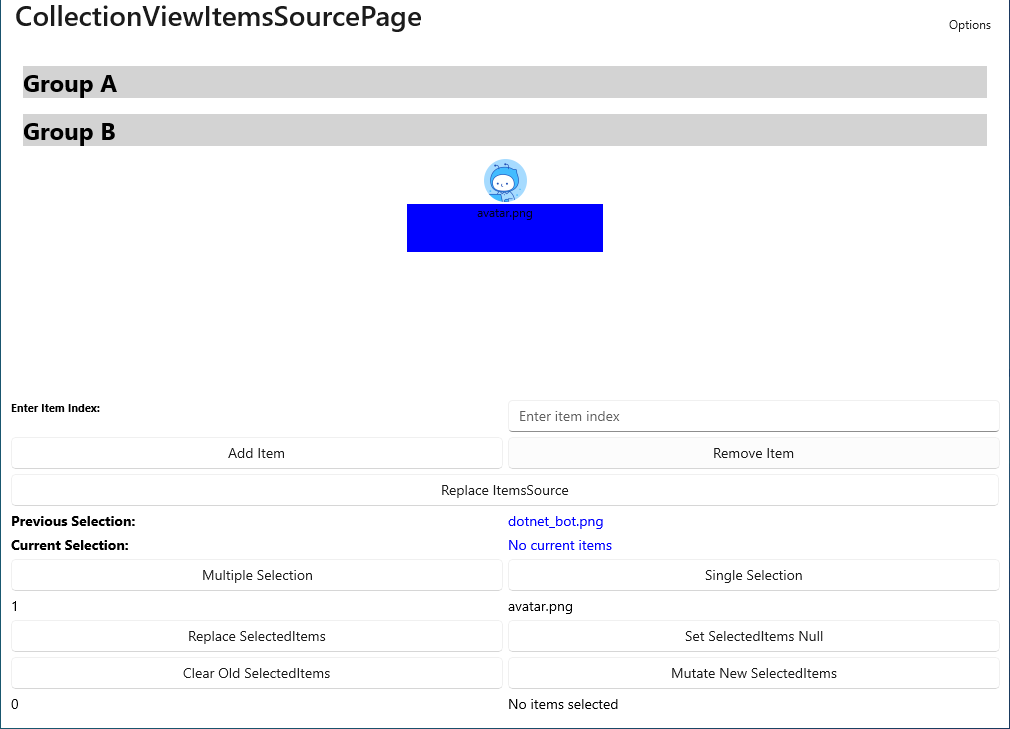 CollectionViewItemsSourcePage
Options
Group A
Group B
avatar.png
Enter Item Index:
Enter item index
Add Item
Remove Item
Replace ItemsSource
Previous Selection:
dotnet_bot.png
Current Selection:
No current items
Multiple Selection
Single Selection
1
avatar.png
Replace SelectedItems
Set SelectedItems Null
Clear Old SelectedItems
Mutate New SelectedItems
0
No items selected